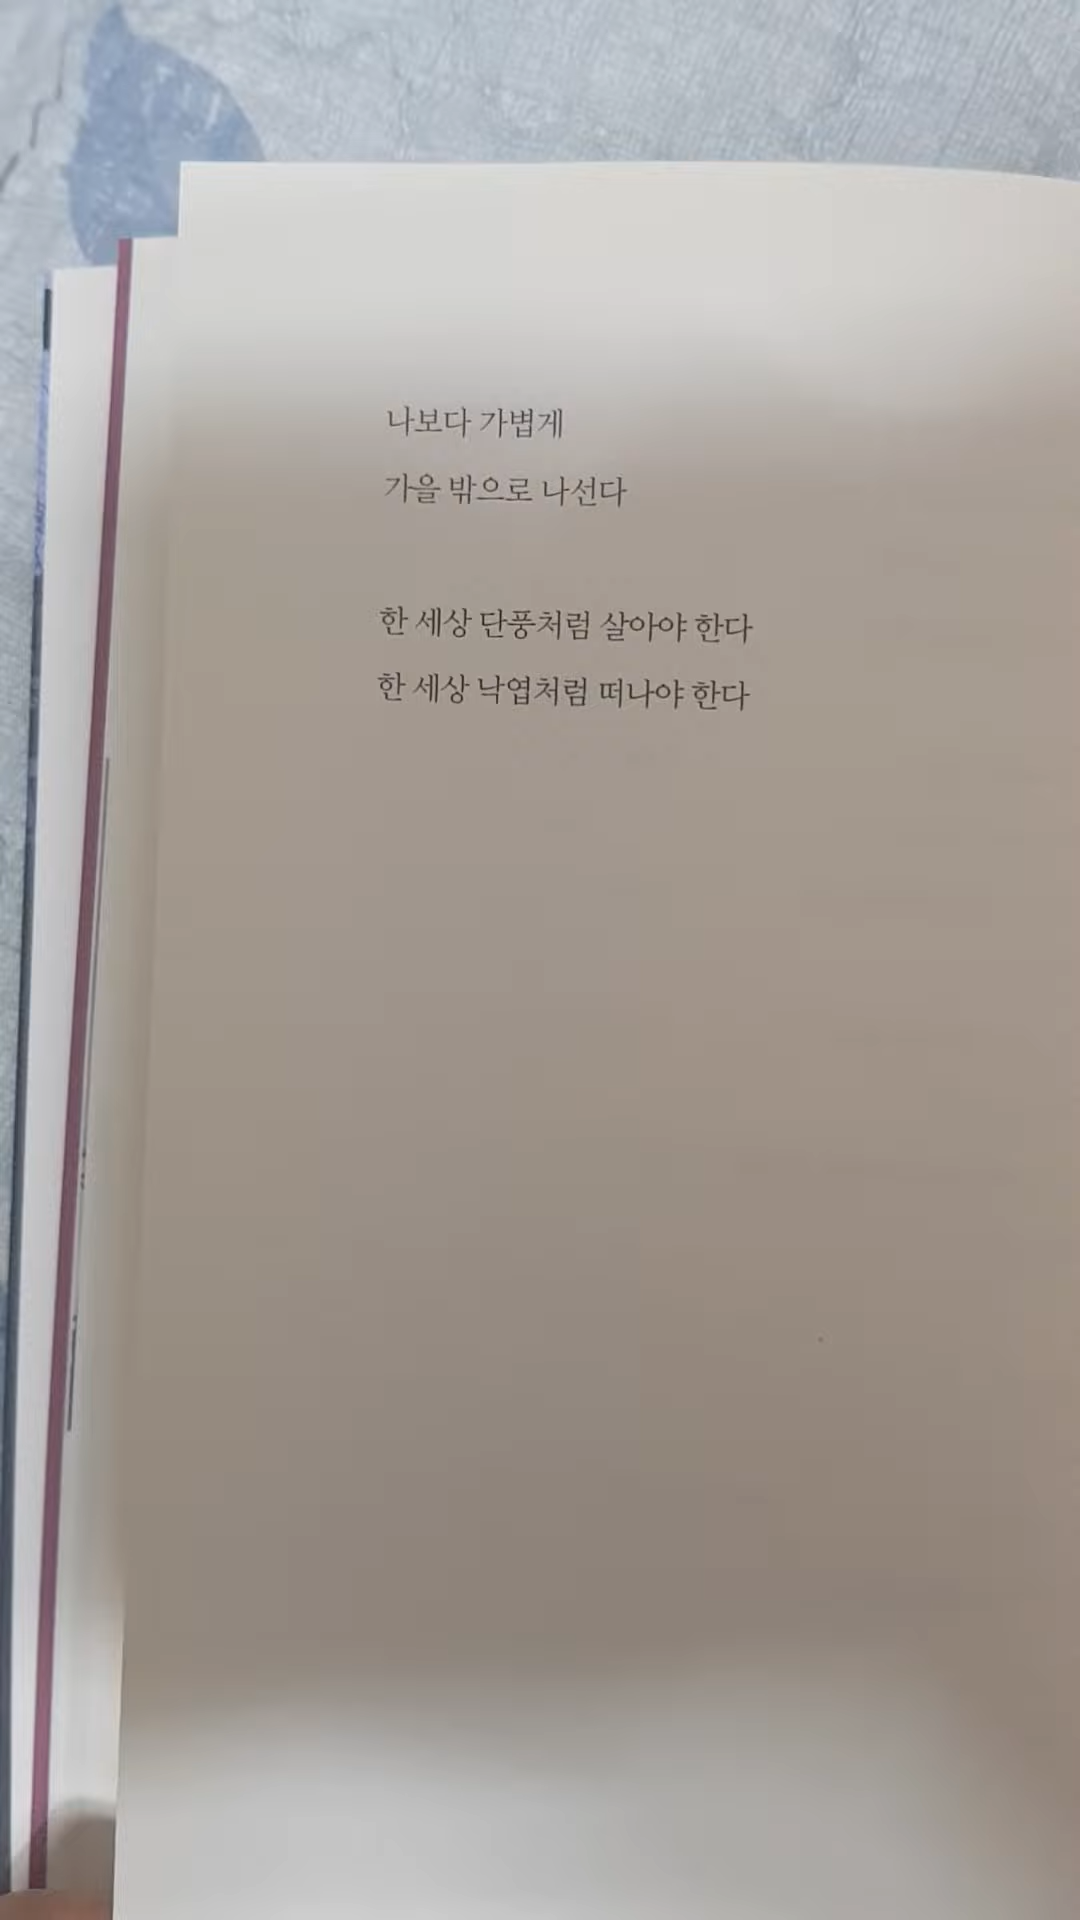 나보다 가볍게
가을 밖으로 나선다
한 세상 단풍처럼 살아야 한다
한 세상 낙엽처럼 떠나야 한다